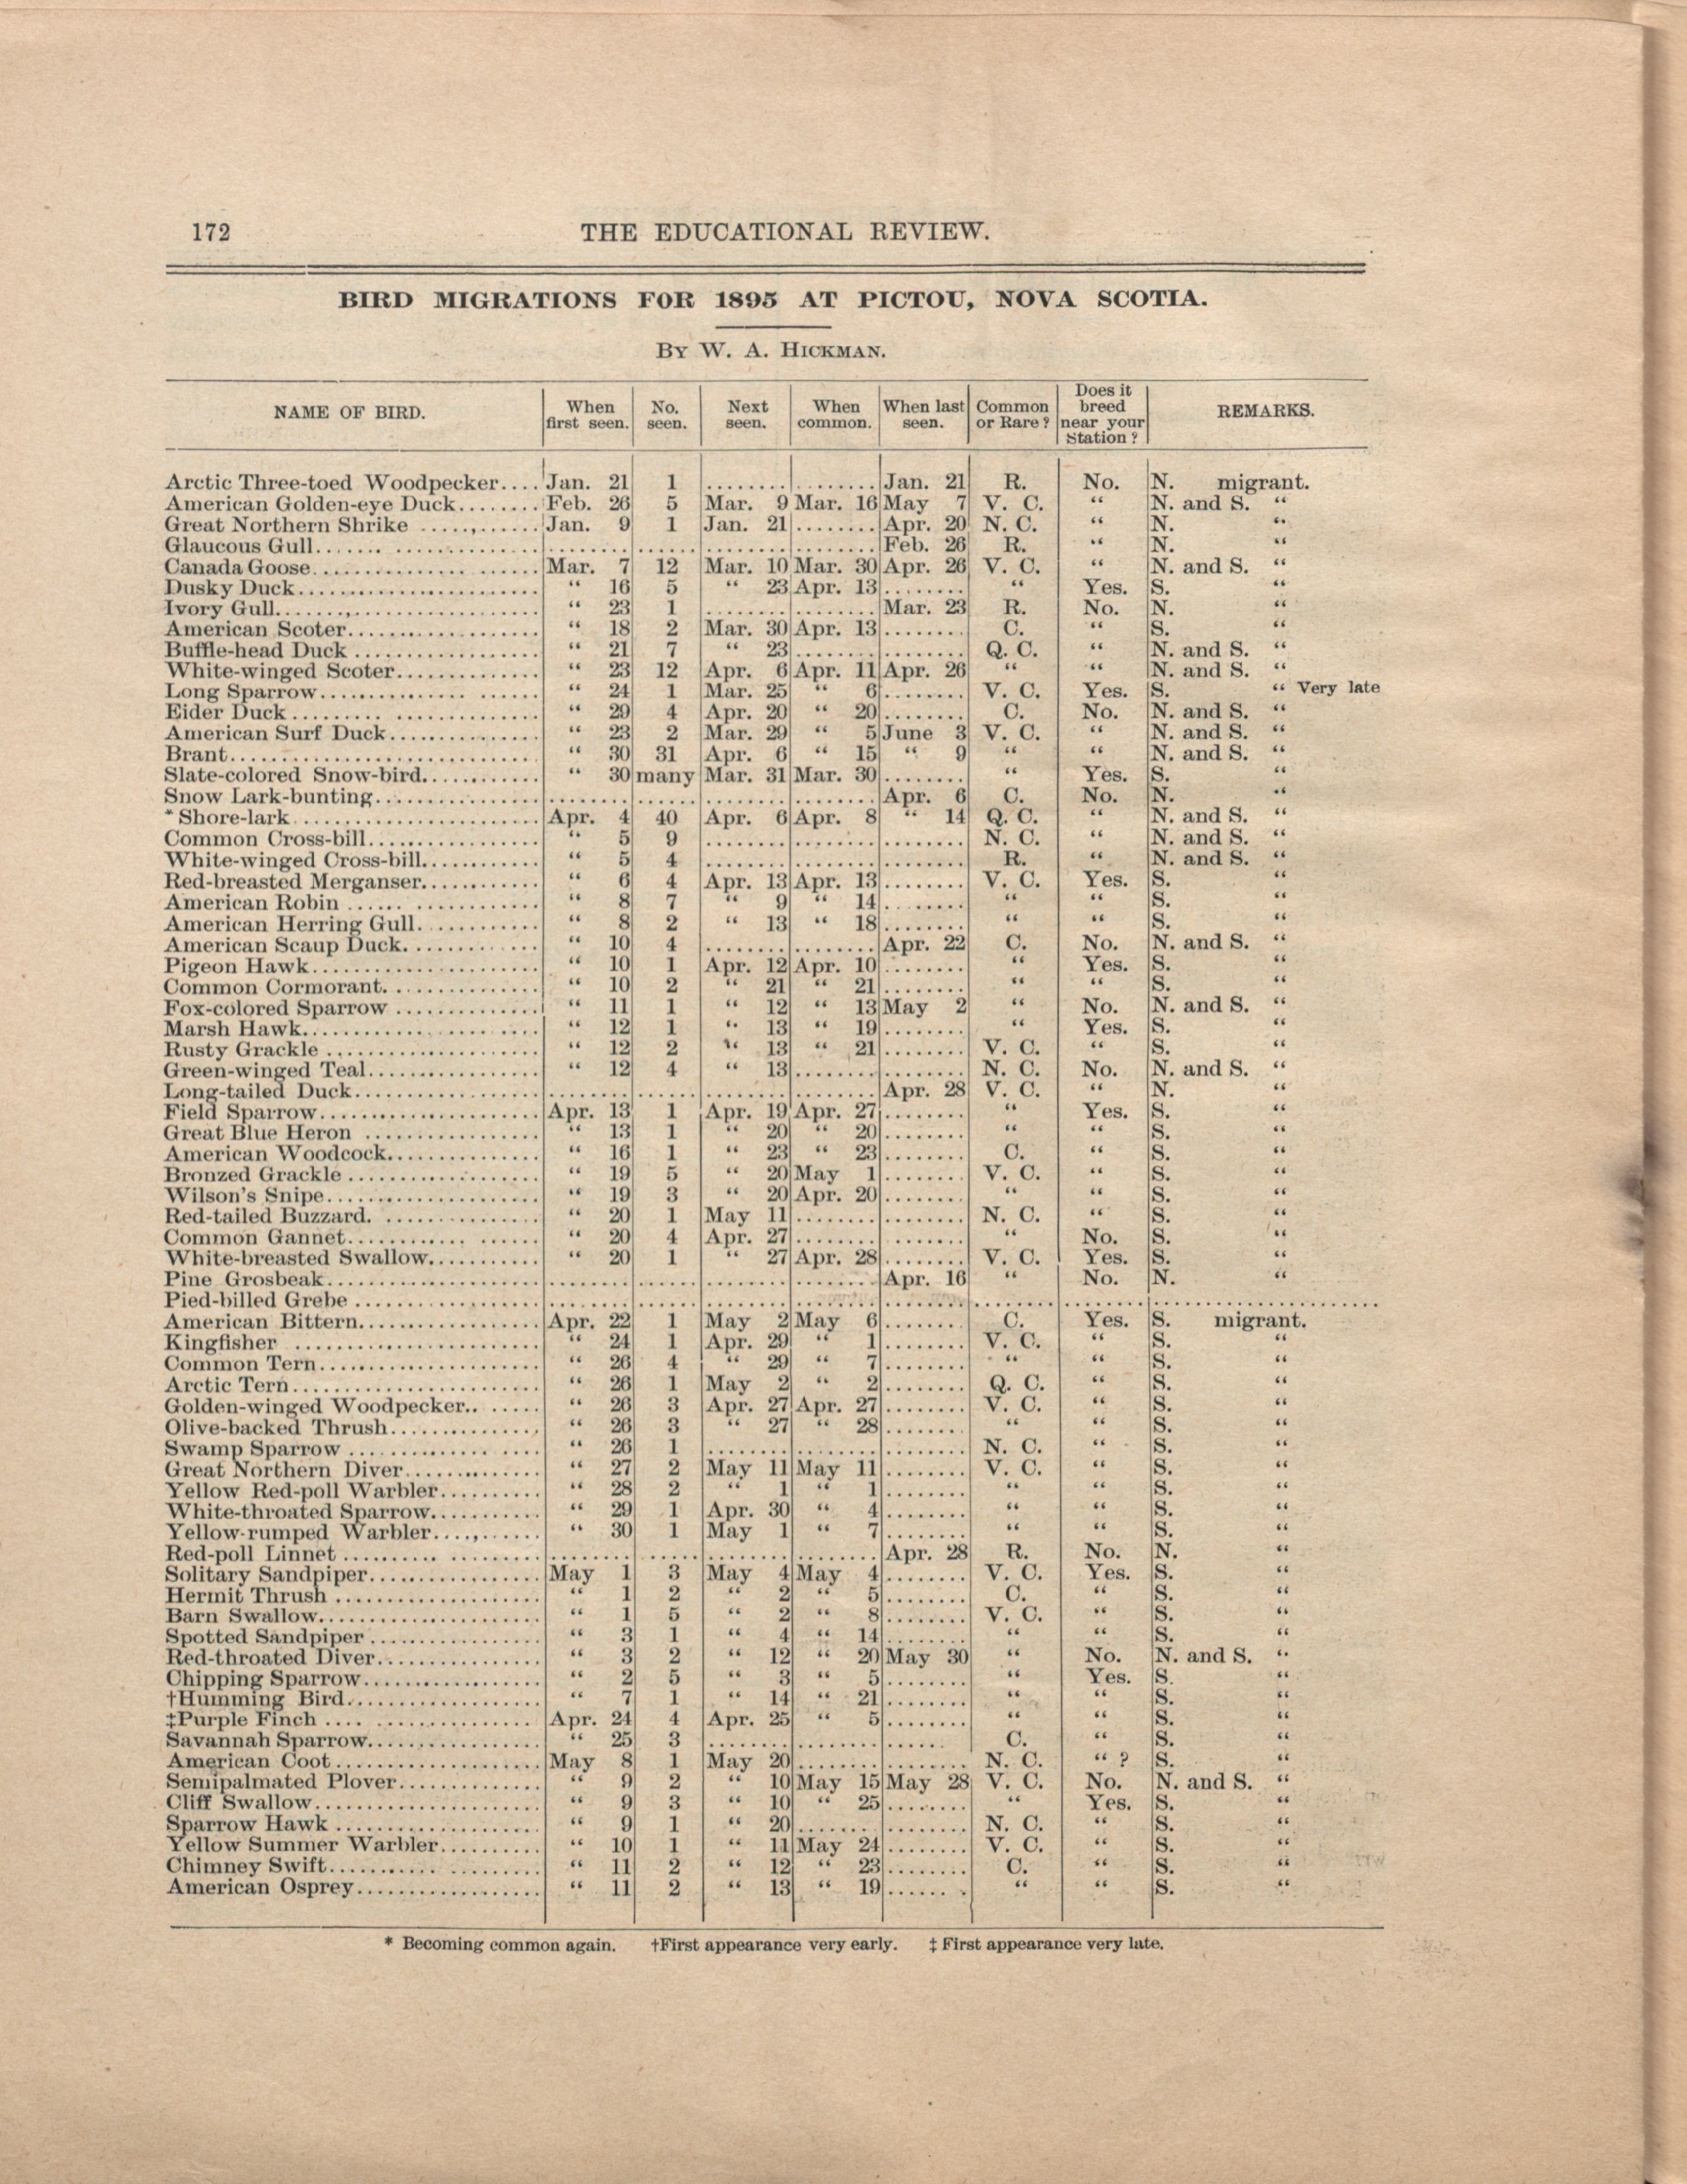 172 THE EDUCATIONAL REVIEW.
BIRD MIGRATIONS FOR 1895 AT PICTOU, NOVA SCOTIA.
By W. A. Hickman.
NAME OF BIRD. When first seen. No. seen. Next seen. When common. When last seen. Common or Rare? Does it breed near your Station? REMARKS.
Arctic Three-toed Woodpecker.... Jan. 21 1 ........ ........ Jan. 21 R. No. N. migrant.
American Golden-eye Duck........ Feb. 26 5 Mar. 9 Mar. 16 May 7 V. C. “ N. and S. “
Great Northern Shrike ........... Jan. 9 1 Jan. 21 ........ Apr. 20 N. C. “ N. “
Glaucous Gull........ ........ ........ ........ ........ Feb. 26 R. “ N. “
Canada Goose........ Mar. 7 12 Mar. 10 Mar. 30 Apr. 26 V. C. “ N. and S. “
Dusky Duck........ “ 16 5 “ 23 Apr. 13 ........ “ Yes. S. “
Ivory Gull........ “ 23 1 ........ ........ Mar. 23 R. No. N. “
American Scoter........ “ 18 2 Mar. 30 Apr. 13 ........ C. “ S. “
Buffle-head Duck ........ “ 21 7 “ 23 ........ ........ Q. C. “ N. and S. “
White-winged Scoter........ “ 23 12 Apr. 6 Apr. 11 Apr. 26 “ “ N. and S. “
Long Sparrow........ “ 24 1 Mar. 25 “ 6 ........ V. C. Yes. S. “ Very late
Eider Duck........ “ 29 4 Apr. 20 “ 20 ........ C. No. N. and S. “
American Surf Duck........ “ 23 2 Mar. 29 “ 5 June 3 V. C. “ N. and S. “
Brant........ “ 30 31 Apr. 6 “ 15 “ 9 “ “ N. and S. “
Slate-colored Snow-bird........ “ 30 many Mar. 31 Mar. 30 ........ “ Yes. S. “
Snow Lark-bunting........ ........ ........ ........ ........ Apr. 6 C. No. N. “
* Shore-lark........ Apr. 4 40 Apr. 6 Apr. 8 “ 14 Q. C. “ N. and S. “
Common Cross-bill........ “ 5 9 ........ ........ ........ N. C. “ N. and S. “
White-winged Cross-bill........ “ 5 4 ........ ........ ........ R. “ N. and S. “
Red-breasted Merganser........ “ 6 4 Apr. 13 Apr. 13 ........ V. C. Yes. S. “
American Robin ........ “ 8 7 “ 9 “ 14 ........ “ “ S. “
American Herring Gull........ “ 8 2 “ 13 “ 18 ........ “ “ S. “
American Scaup Duck........ “ 10 4 ........ ........ Apr. 22 C. No. N. and S. “
Pigeon Hawk........ “ 10 1 Apr. 12 Apr. 10 ........ “ Yes. S. “
Common Cormorant........ “ 10 2 “ 21 “ 21 ........ “ “ S. “
Fox-colored Sparrow ........ “ 11 1 “ 12 “ 13 May 2 “ No. N. and S. “
Marsh Hawk........ “ 12 1 “ 13 “ 19 ........ “ Yes. S. “
Rusty Grackle ........ “ 12 2 “ 13 “ 21 ........ V. C. “ S. “
Green-winged Teal........ “ 12 4 “ 13 ........ ........ N. C. No. N. and S. “
Long-tailed Duck........ ........ ........ ........ ........ Apr. 28 V. C. “ N. “
Field Sparrow........ Apr. 13 1 Apr. 19 Apr. 27 ........ “ Yes. S. “
Great Blue Heron ........ “ 13 1 “ 20 “ 20 ........ “ “ S. “
American Woodcock........ “ 16 1 “ 23 “ 23 ........ C. “ S. “
Bronzed Grackle ........ “ 19 5 “ 20 May 1 ........ V. C. “ S. “
Wilson's Snipe........ “ 19 3 “ 20 Apr. 20 ........ “ “ S. “
Red-tailed Buzzard. ........ “ 20 1 May 11 ........ ........ N. C. “ S. “
Common Gannet........ “ 20 4 Apr. 27 ........ ........ “ No. S. “
White-breasted Swallow........ “ 20 1 “ 27 Apr. 28 ........ V. C. Yes. S. “
Pine Grosbeak........ ........ ........ ........ ........ Apr. 16 “ No. N. “
Pied-billed Grebe ........ ........ ........ ........ ........ ........ ........ ........ ........
American Bittern........ Apr. 22 1 May 2 May 6 ........ C. Yes. S. migrant.
Kingfisher ........ “ 24 1 Apr. 29 “ 1 ........ V. C. “ S. “
Common Tern........ “ 26 4 “ 29 “ 7 ........ “ “ S. “
Arctic Tern........ “ 26 1 May 2 “ 2 ........ Q. C. “ S. “
Golden-winged Woodpecker........ “ 26 3 Apr. 27 Apr. 27 ........ V. C. “ S. “
Olive-backed Thrush........ “ 26 3 “ 27 “ 28 ........ “ “ S. “
Swamp Sparrow ........ “ 26 1 ........ ........ ........ N. C. “ S. “
Great Northern Diver........ “ 27 2 May 11 May 11 ........ V. C. “ S. “
Yellow Red-poll Warbler........ “ 28 2 “ 1 “ 1 ........ “ “ S. “
White-throated Sparrow........ “ 29 1 Apr. 30 “ 4 ........ “ “ S. “
Yellow-rumped Warbler........ “ 30 1 May 1 “ 7 ........ “ “ S. “
Red-poll Linnet ........ ........ ........ ........ ........ Apr. 28 R. No. N. “
Solitary Sandpiper........ May 1 3 May 4 May 4 ........ V. C. Yes. S. “
Hermit Thrush ........ “ 1 2 “ 2 “ 5 ........ C. “ S. “
Barn Swallow........ “ 1 5 “ 2 “ 8 ........ V. C. “ S. “
Spotted Sandpiper ........ “ 3 1 “ 4 “ 14 ........ “ “ S. “
Red-throated Diver........ “ 3 2 “ 12 “ 20 May 30 “ No. N. and S. “
Chipping Sparrow........ “ 2 5 “ 3 “ 5 ........ “ Yes. S. “
†Humming Bird........ “ 7 1 “ 14 “ 21 ........ “ “ S. “
‡Purple Finch ........ Apr. 24 4 Apr. 25 “ 5 ........ “ “ S. “
Savannah Sparrow........ “ 25 3 ........ ........ ........ C. “ S. “
American Coot ........ May 8 1 May 20 ........ ........ N. C. “ ? S. “
Semipalmated Plover........ “ 9 2 “ 10 May 15 May 28 V. C. No. N. and S. “
Cliff Swallow........ “ 9 3 “ 10 “ 25 ........ “ Yes. S. “
Sparrow Hawk ........ “ 9 1 “ 20 ........ ........ N. C. “ S. “
Yellow Summer Warbler........ “ 10 1 “ 11 May 24 ........ V. C. “ S. “
Chimney Swift........ “ 11 2 “ 12 “ 23 ........ C. “ S. “
American Osprey........ “ 11 2 “ 13 “ 19 ........ “ “ S. “
* Becoming common again. †First appearance very early. ‡ First appearance very late.